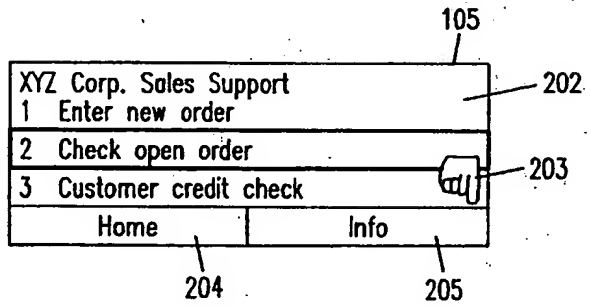 105
XYZ Corp. Sales Support
202
1 Enter new order
2 Check open order
203
3 Customer credit check
Home Info
204 205